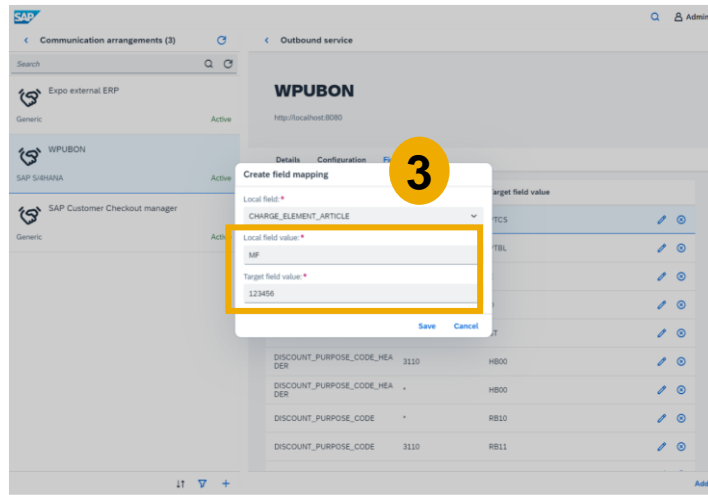 SAP
Admin
Communication arrangements (3)
Outbound service
Search
Expo external ERP
Generic
Active
WPUBON
SAP S/4HANA
Active
SAP Customer Checkout manager
Generic
WPUBON
http://localhost:8080
Details Configuration
3
Create field mapping
Local field: *
CHARGE_ELEMENT_ARTICLE
Local field value: *
MF
Target field value: *
123456
Save Cancel
Target field value
PTCS
DISCOUNT_PURPOSE_CODE_HEA
DER
3110
HB00
DISCOUNT_PURPOSE_CODE_HEA
DER
*
HB00
DISCOUNT_PURPOSE_CODE
*
RB10
DISCOUNT_PURPOSE_CODE
3110
RB11
Add